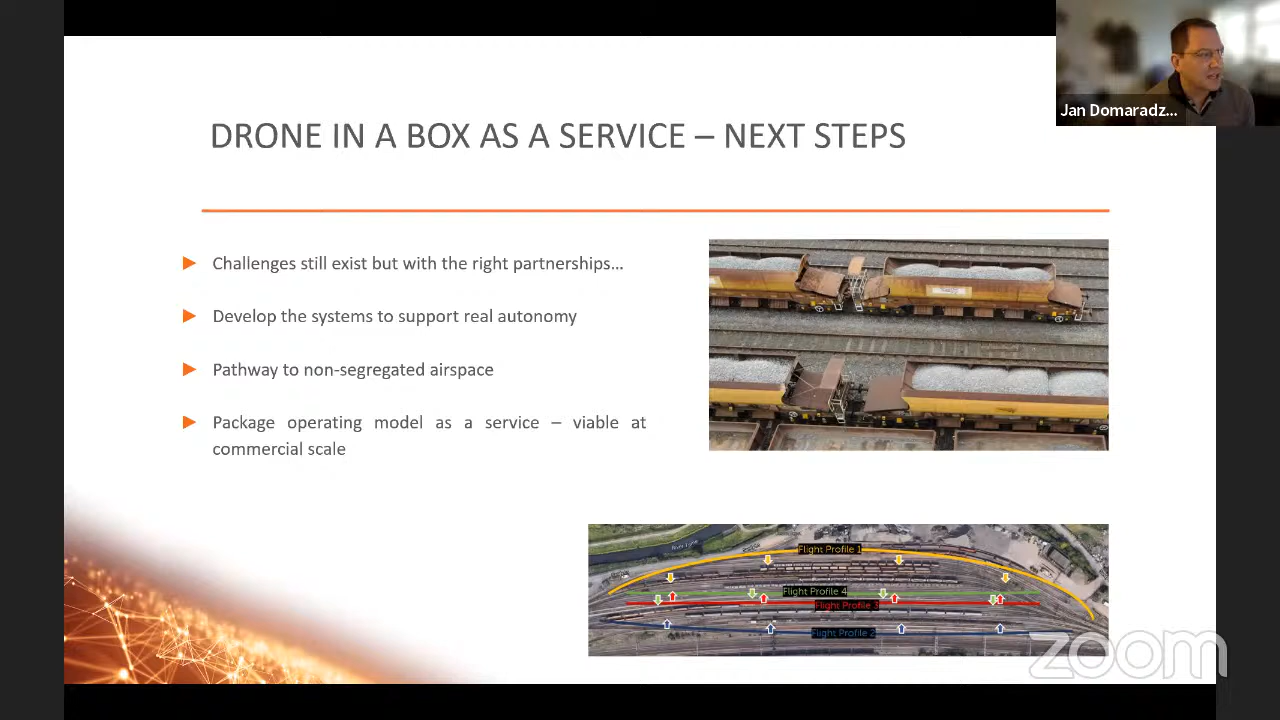 Jan Domaradz...
DRONE IN A BOX AS A SERVICE – NEXT STEPS
Challenges still exist but with the right partnerships...
Develop the systems to support real autonomy
Pathway to non-segregated airspace
Package operating model as a service – viable at
commercial scale
Flight Profile 1
Flight Profile 4
Flight Profile 3
Flight Profile 2
zoom